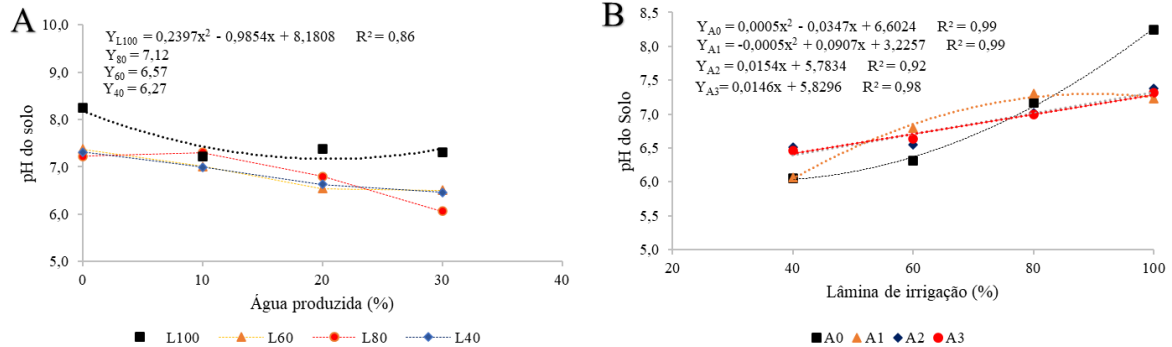 A
Y_L100 = 0,2397x² - 0,9854x + 8,1808 R² = 0,86
Y_80 = 7,12
Y_60 = 6,57
Y_40 = 6,27
pH do solo
10,0
9,0
8,0
7,0
6,0
5,0
0 10 20 30 40
Água produzida (%)
L100 L60 L80 L40
B
Y_A0 = 0,0005x² - 0,0347x + 6,6024 R² = 0,99
Y_A1 = -0,0005x² + 0,0907x + 3,2257 R² = 0,99
Y_A2 = 0,0154x + 5,7834 R² = 0,92
Y_A3 = 0,0146x + 5,8296 R² = 0,98
pH do Solo
8,5
8,0
7,5
7,0
6,5
6,0
5,5
5,0
20 40 60 80 100
Lâmina de irrigação (%)
A0 A1 A2 A3